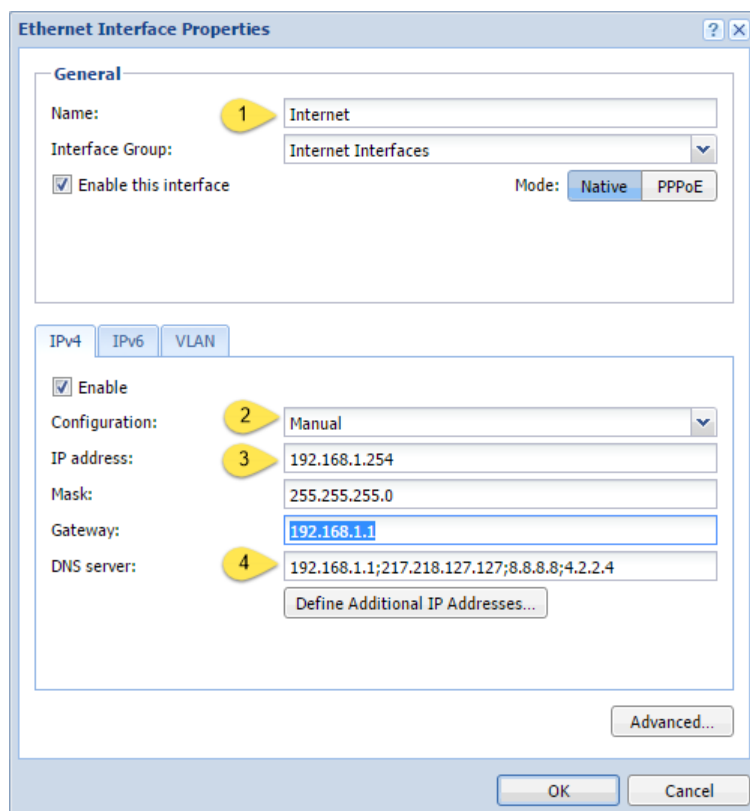 Ethernet Interface Properties
General
Name: 1 Internet
Interface Group: Internet Interfaces
Enable this interface Mode: Native PPPoE
IPv4 IPv6 VLAN
Enable
Configuration: 2 Manual
IP address: 3 192.168.1.254
Mask: 255.255.255.0
Gateway: 192.168.1.1
DNS server: 4 192.168.1.1;217.218.127.127;8.8.8.8;4.2.2.4
Define Additional IP Addresses...
Advanced...
OK Cancel